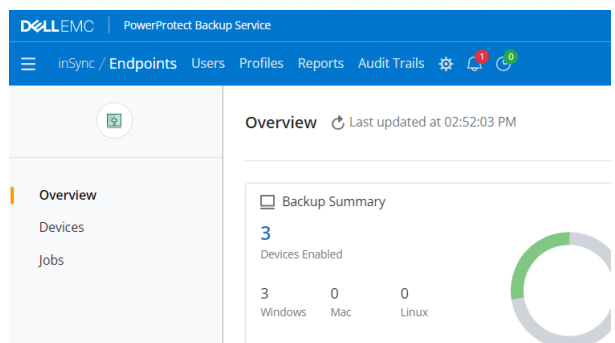 DELLEMC PowerProtect Backup Service
inSync / Endpoints Users Profiles Reports Audit Trails 1 0
Overview Last updated at 02:52:03 PM
Overview
Devices
Jobs
Backup Summary
3
Devices Enabled
3 0 0
Windows Mac Linux